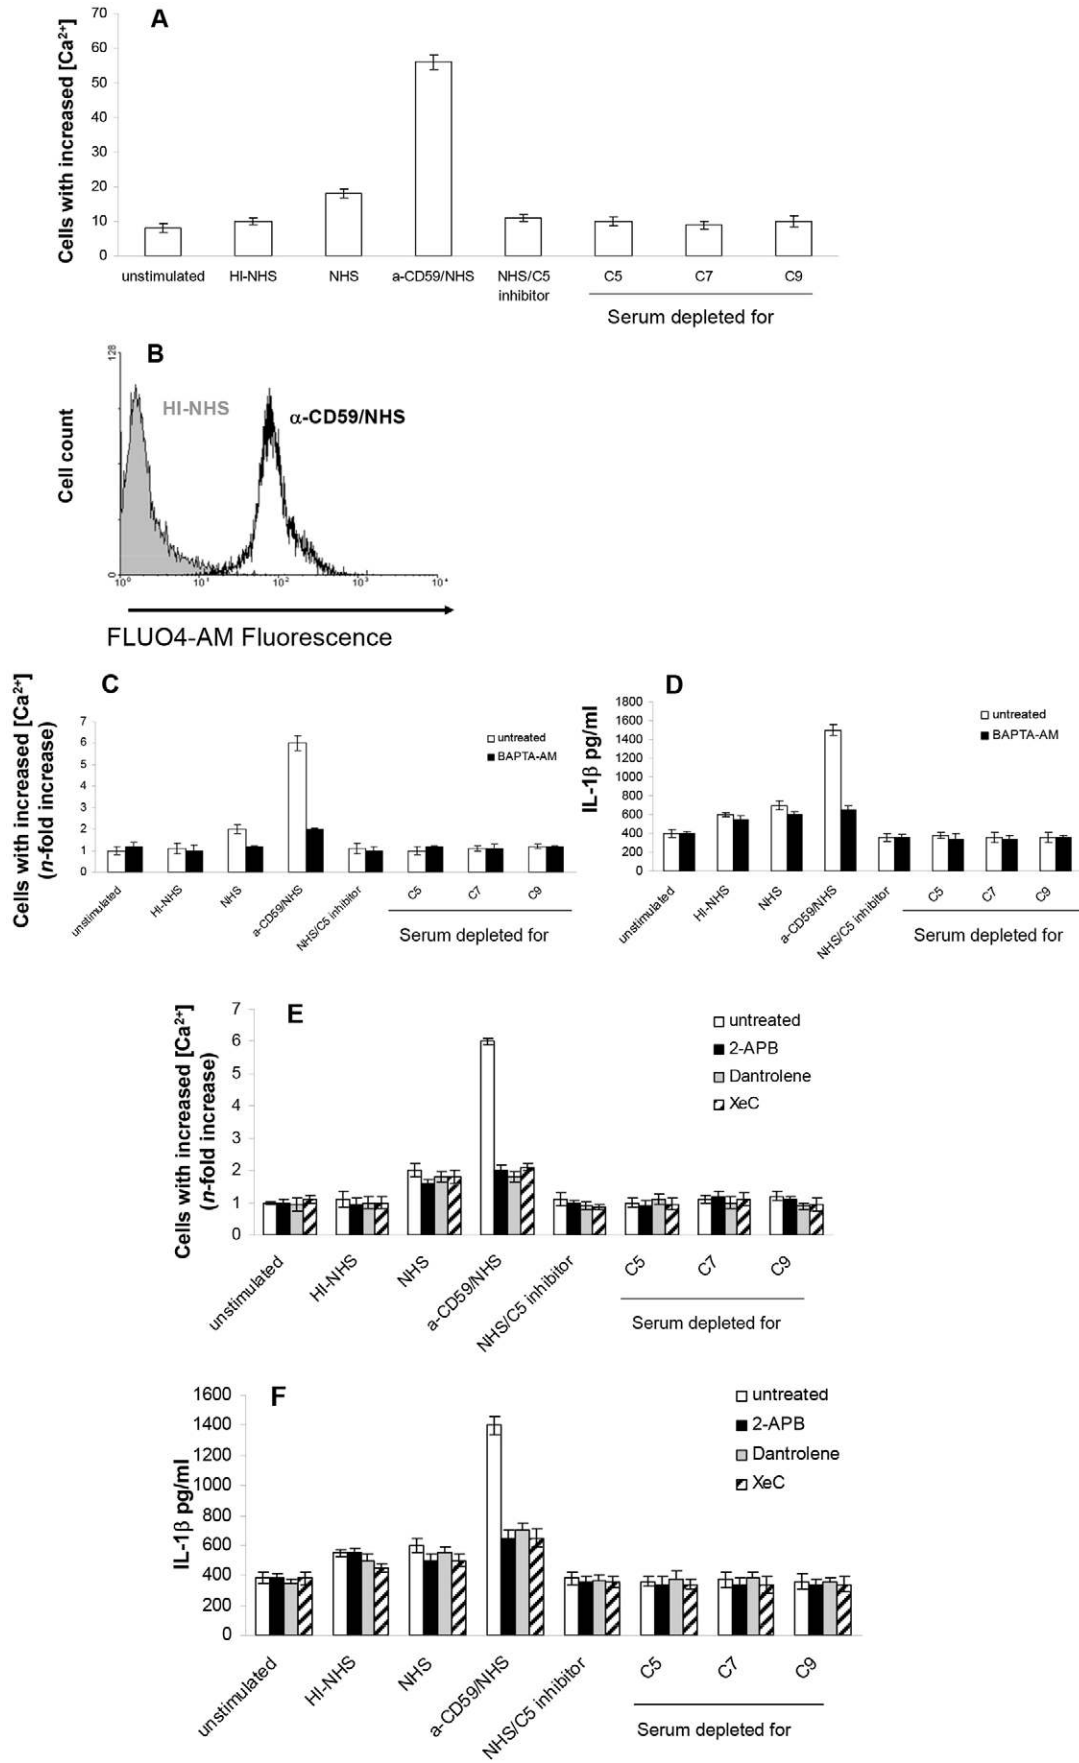 A
Cells with increased [Ca²⁺]
70
60
50
40
30
20
10
0
unstimulated HI-NHS NHS a-CD59/NHS NHS/C5 inhibitor C5 C7 C9
Serum depleted for
B
Cell count
128
0
HI-NHS
α-CD59/NHS
10⁰ 10¹ 10² 10³ 10⁴
FLUO4-AM Fluorescence
C
Cells with increased [Ca²⁺]
(n-fold increase)
7
6
5
4
3
2
1
0
untreated
BAPTA-AM
unstimulated HI-NHS NHS a-CD59/NHS NHS/C5 inhibitor C5 C7 C9
Serum depleted for
D
IL-1β pg/ml
1800
1600
1400
1200
1000
800
600
400
200
0
untreated
BAPTA-AM
unstimulated HI-NHS NHS a-CD59/NHS NHS/C5 inhibitor C5 C7 C9
Serum depleted for
E
Cells with increased [Ca²⁺]
(n-fold increase)
7
6
5
4
3
2
1
0
untreated
2-APB
Dantrolene
XeC
unstimulated HI-NHS NHS a-CD59/NHS NHS/C5 inhibitor C5 C7 C9
Serum depleted for
F
IL-1β pg/ml
1600
1400
1200
1000
800
600
400
200
0
untreated
2-APB
Dantrolene
XeC
unstimulated HI-NHS NHS a-CD59/NHS NHS/C5 inhibitor C5 C7 C9
Serum depleted for